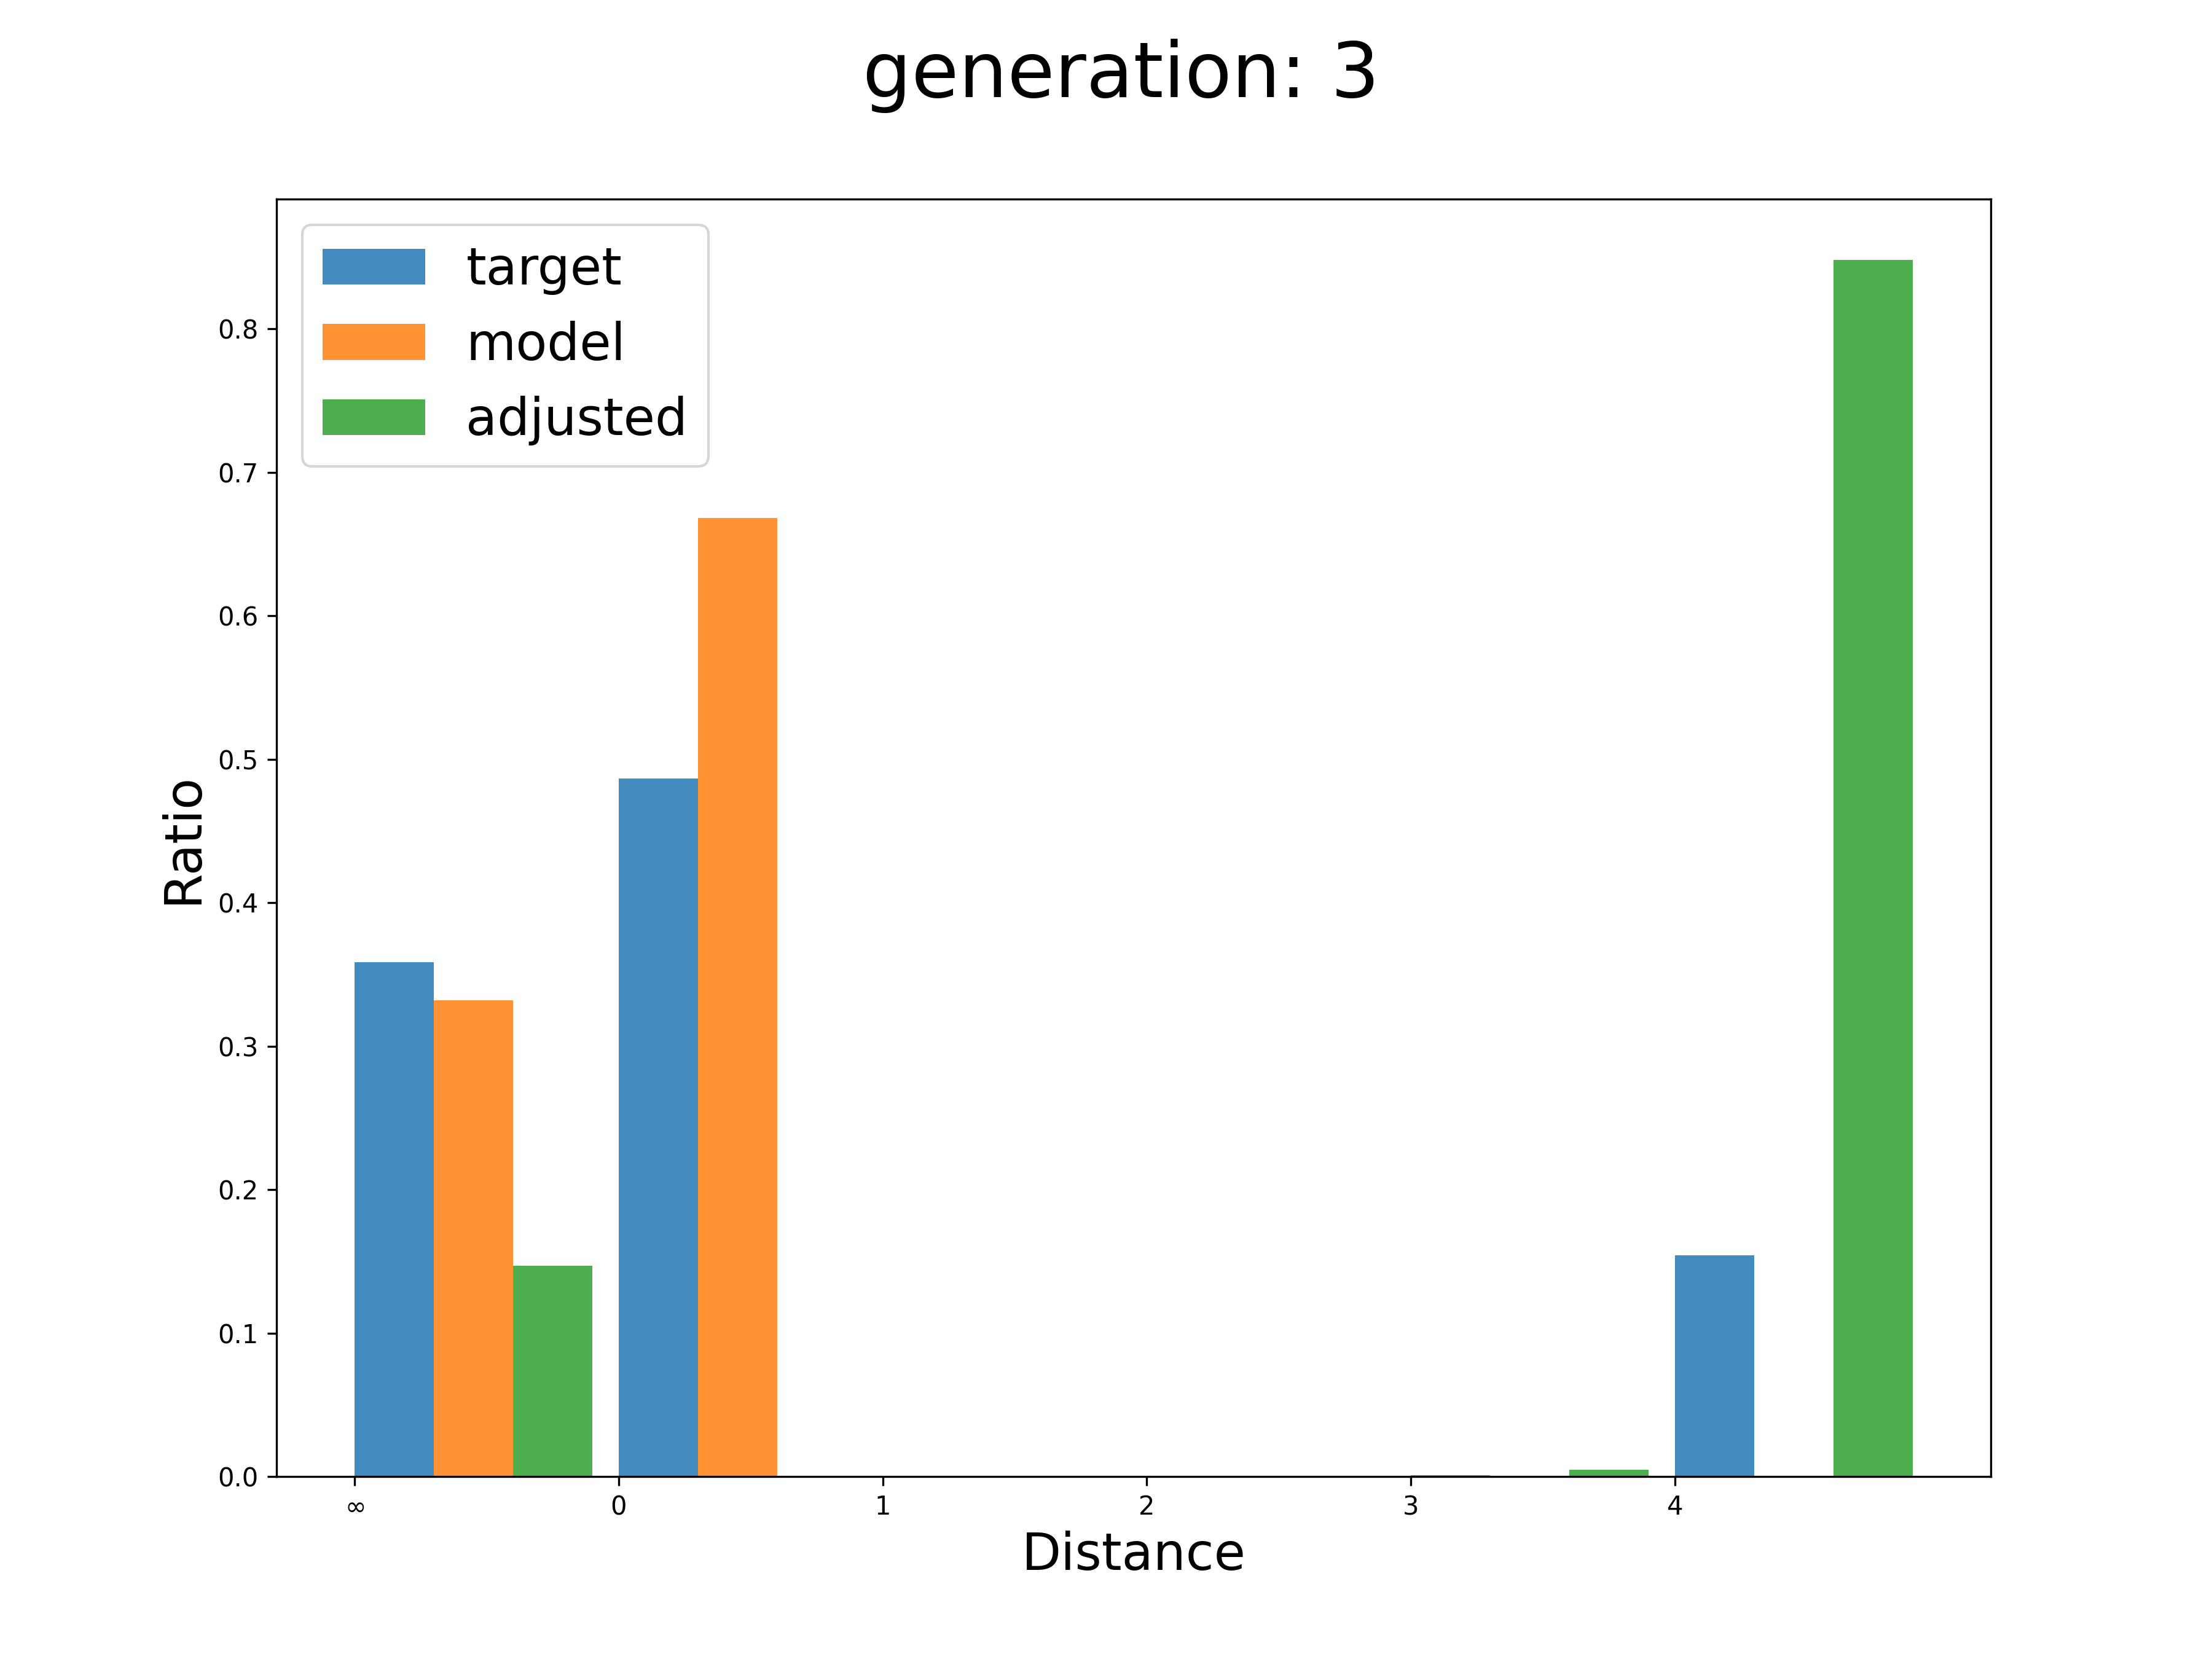 generation: 3
target
model
adjusted
0.8
0.7
0.6
0.5
0.4
0.3
0.2
0.1
0.0
Ratio
∞ 0 1 2 3 4
Distance